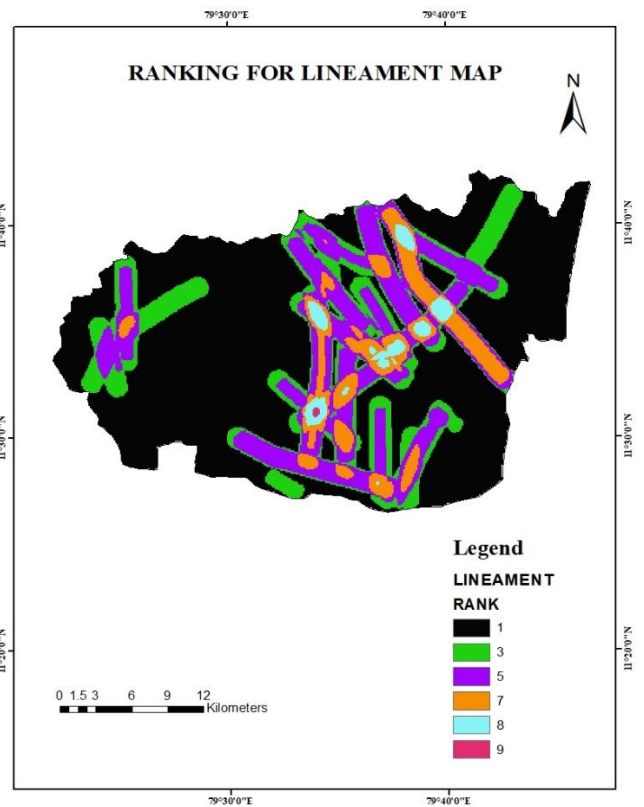 79°30'0"E 79°40'0"E
RANKING FOR LINEAMENT MAP
N
11°40'0"N 11°40'0"N
11°30'0"N 11°30'0"N
Legend
LINEAMENT
RANK
1
3
5
7
8
9
11°20'0"N 11°20'0"N
0 1.5 3 6 9 12
Kilometers
79°30'0"E 79°40'0"E